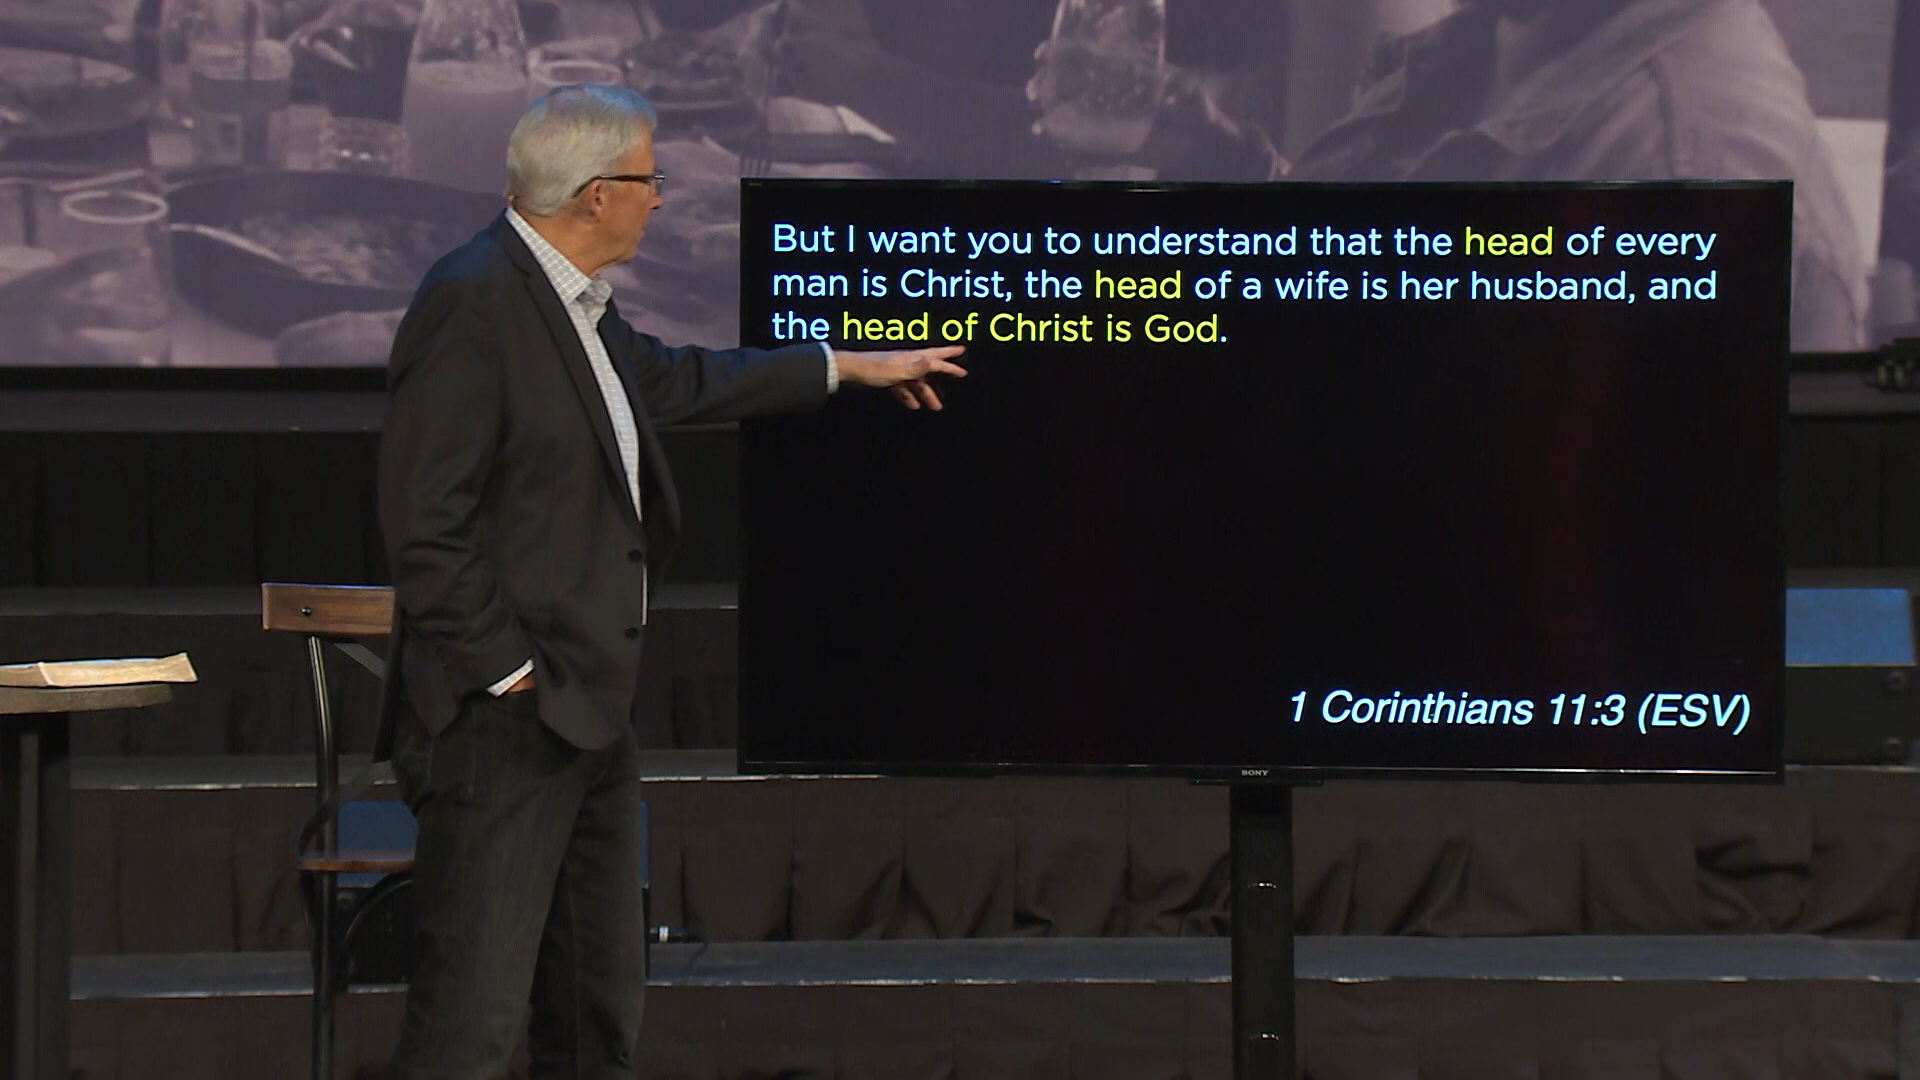 But I want you to understand that the head of every
man is Christ, the head of a wife is her husband, and
the head of Christ is God.
1 Corinthians 11:3 (ESV)
SONY